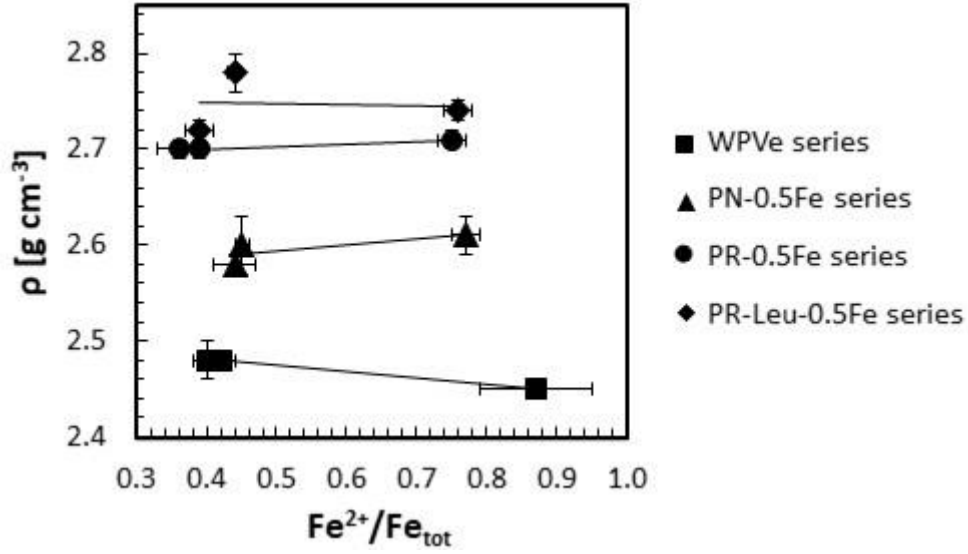 2.8
2.7
2.6
2.5
2.4
ρ [g cm⁻³]
0.3 0.4 0.5 0.6 0.7 0.8 0.9 1.0
Fe²⁺/Feₜₒₜ
WPVe series
PN-0.5Fe series
PR-0.5Fe series
PR-Leu-0.5Fe series